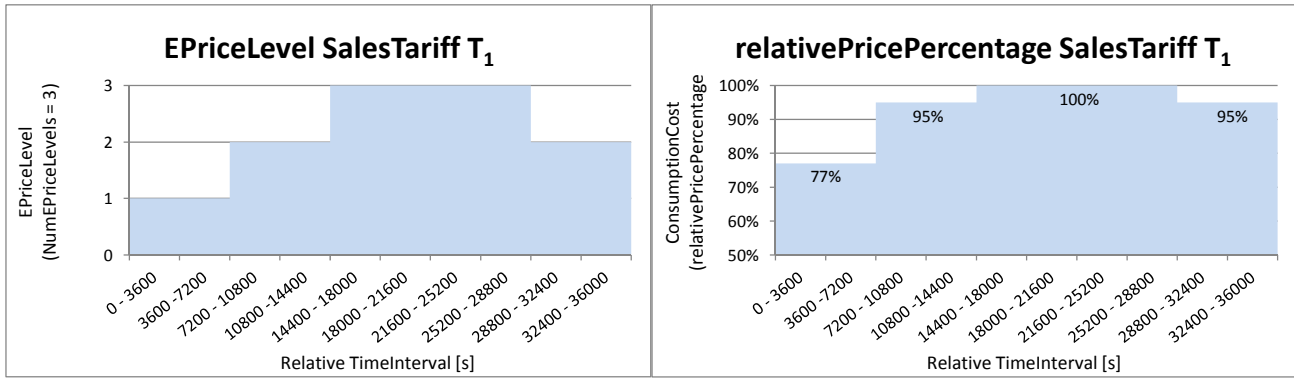 EPriceLevel SalesTariff T₁
EPriceLevel
(NumEPriceLevels = 3)
3
2
1
0
0 - 3600
3600 -7200
7200 - 10800
10800 -14400
14400 - 18000
18000 - 21600
21600 - 25200
25200 - 28800
28800 - 32400
32400 - 36000
Relative TimeInterval [s]
relativePricePercentage SalesTariff T₁
ConsumptionCost
(relativePricePercentage
100%
90%
80%
70%
60%
50%
77%
95%
100%
95%
0 - 3600
3600 -7200
7200 - 10800
10800 -14400
14400 - 18000
18000 - 21600
21600 - 25200
25200 - 28800
28800 - 32400
32400 - 36000
Relative TimeInterval [s]